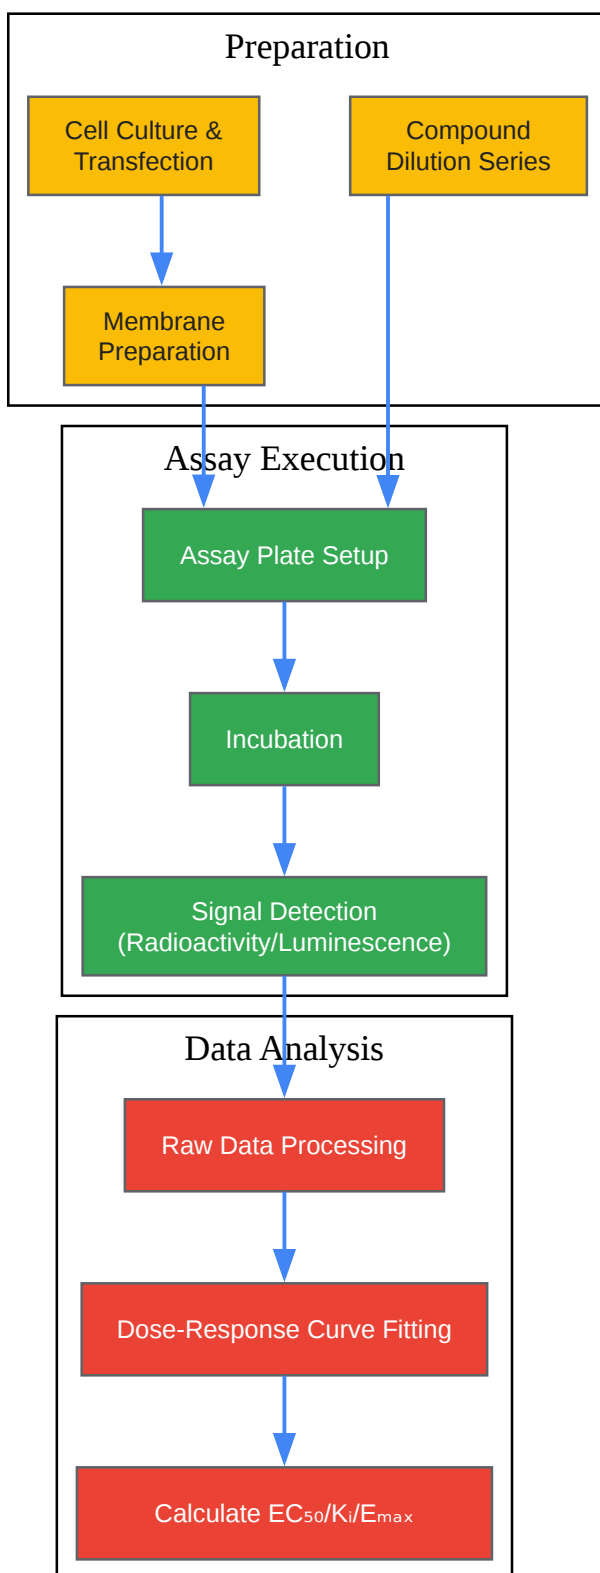 Preparation
Cell Culture &
Transfection
Compound
Dilution Series
Membrane
Preparation
Assay Execution
Assay Plate Setup
Incubation
Signal Detection
(Radioactivity/Luminescence)
Data Analysis
Raw Data Processing
Dose-Response Curve Fitting
Calculate EC₅₀/Kᵢ/Eₘₐₓ